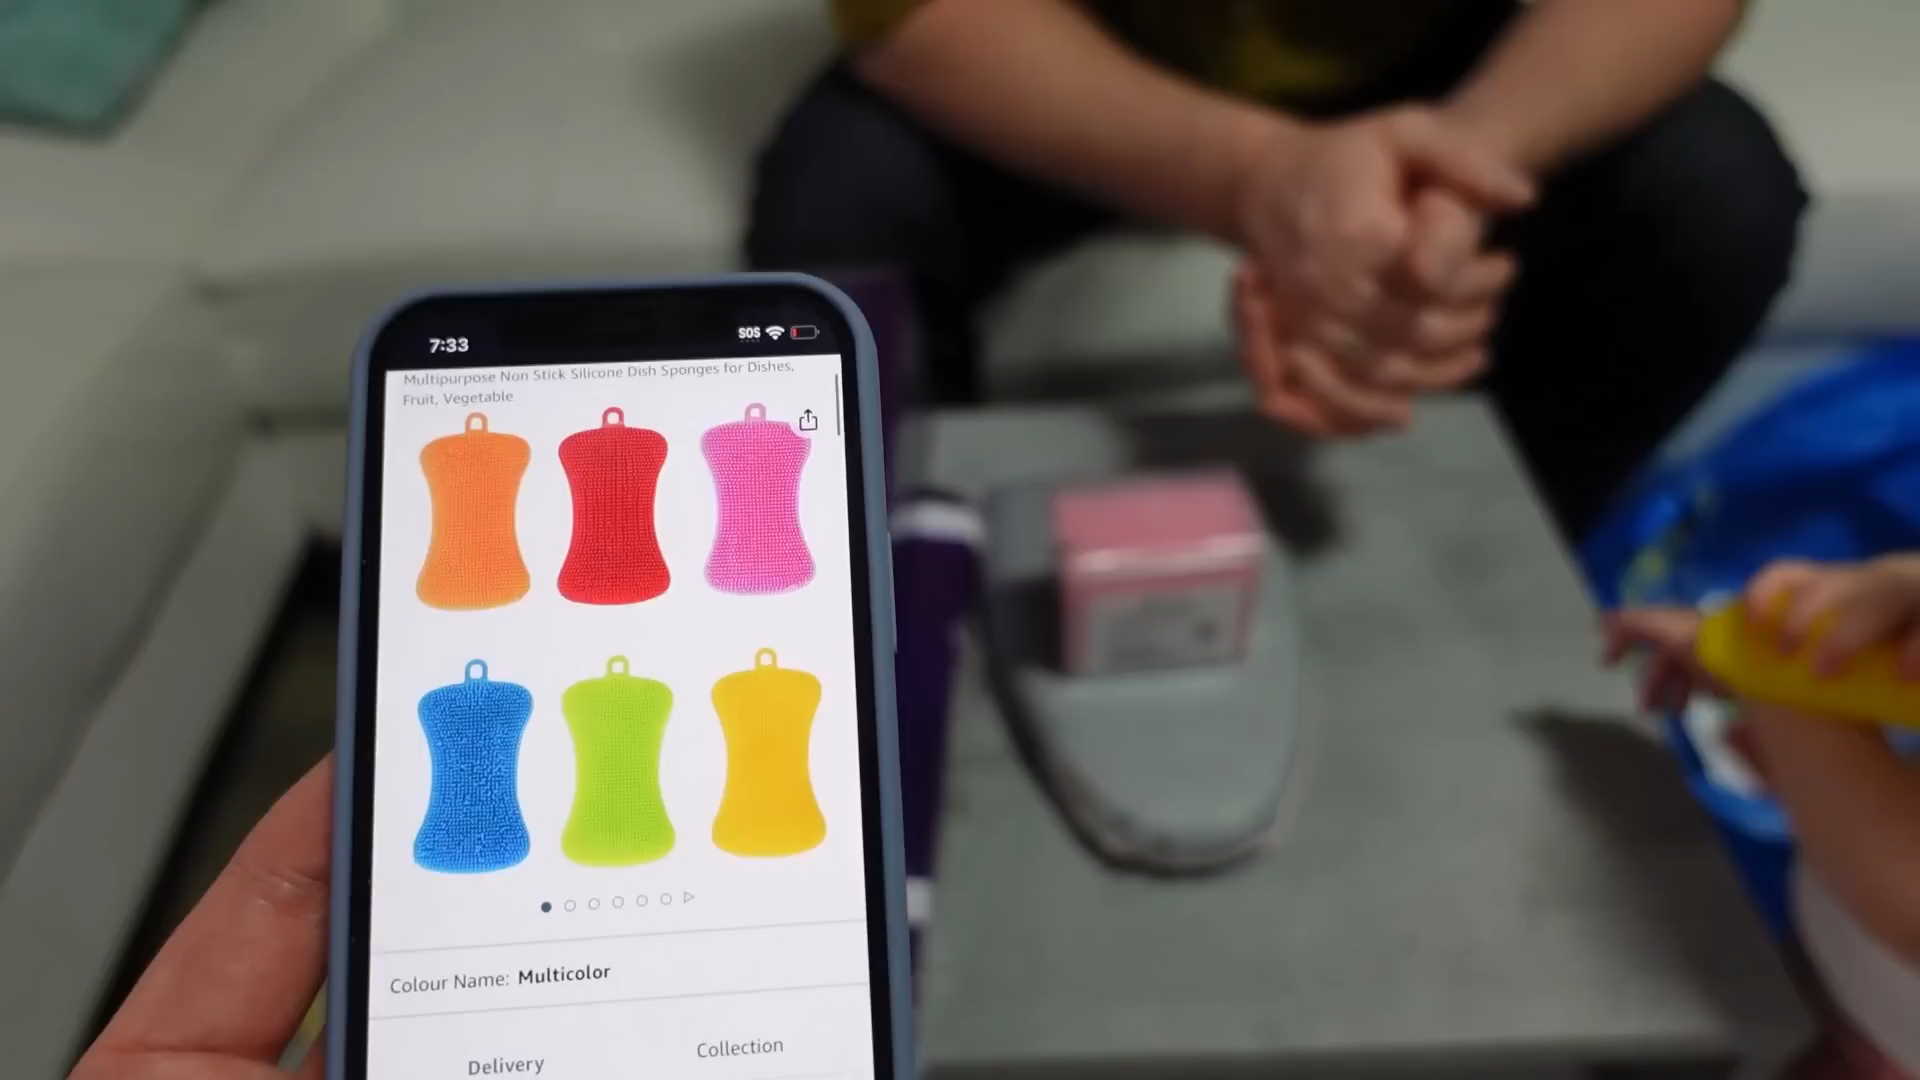 7:33
SOS
Multipurpose Non Stick Silicone Dish Sponges for Dishes,
Fruit, Vegetable
Colour Name: Multicolor
Delivery
Collection